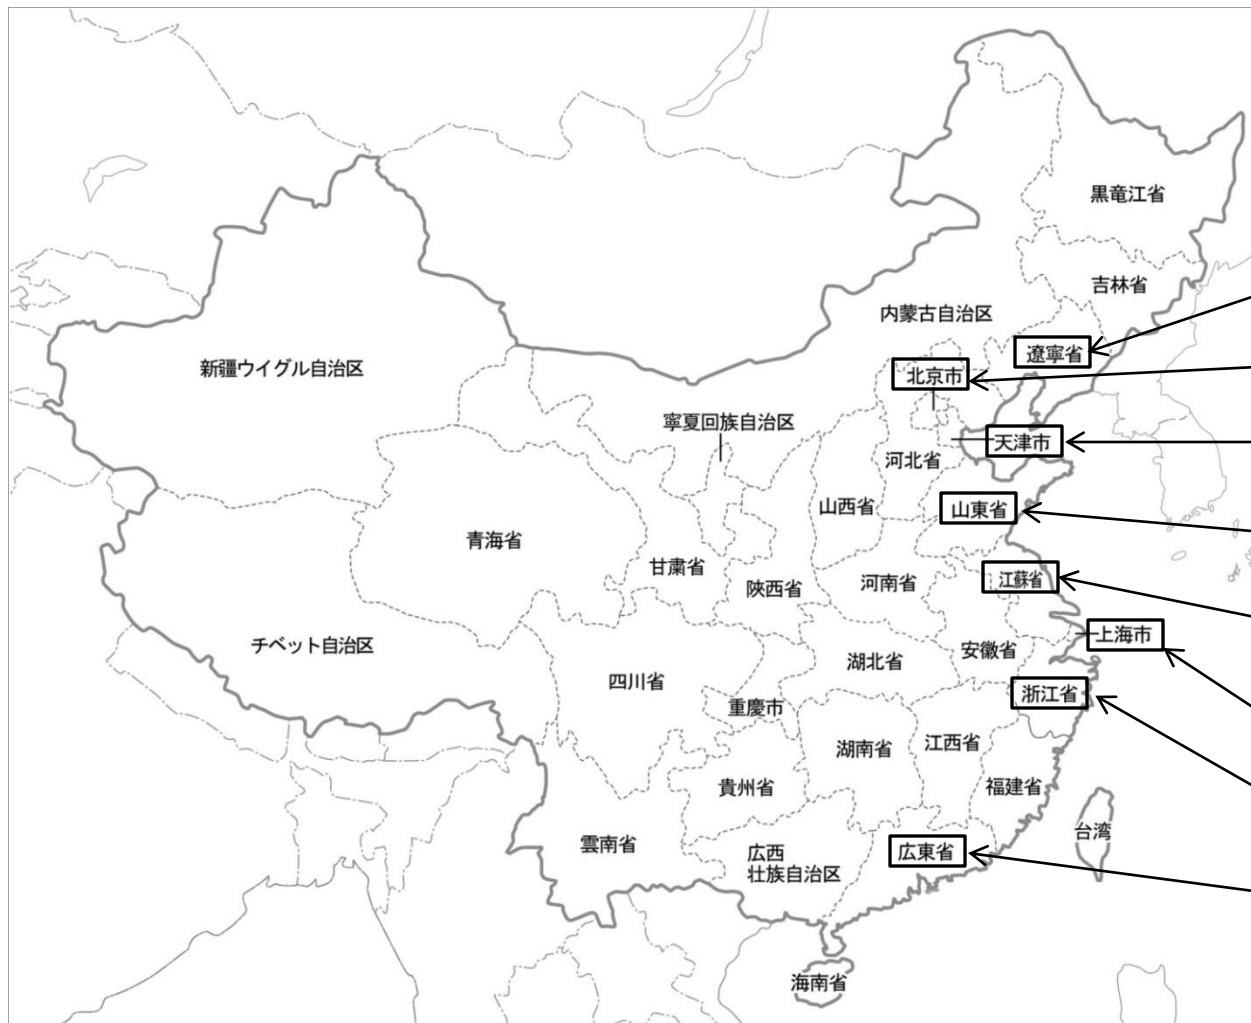 黒竜江省
吉林省
内蒙古自治区
遼寧省
新疆ウイグル自治区
北京市
寧夏回族自治区
天津市
河北省
山西省
山東省
青海省
甘粛省
陝西省
河南省
江蘇省
チベット自治区
上海市
安徽省
湖北省
四川省
浙江省
重慶市
江西省
湖南省
貴州省
福建省
台湾
雲南省
広西
壮族自治区
広東省
海南省